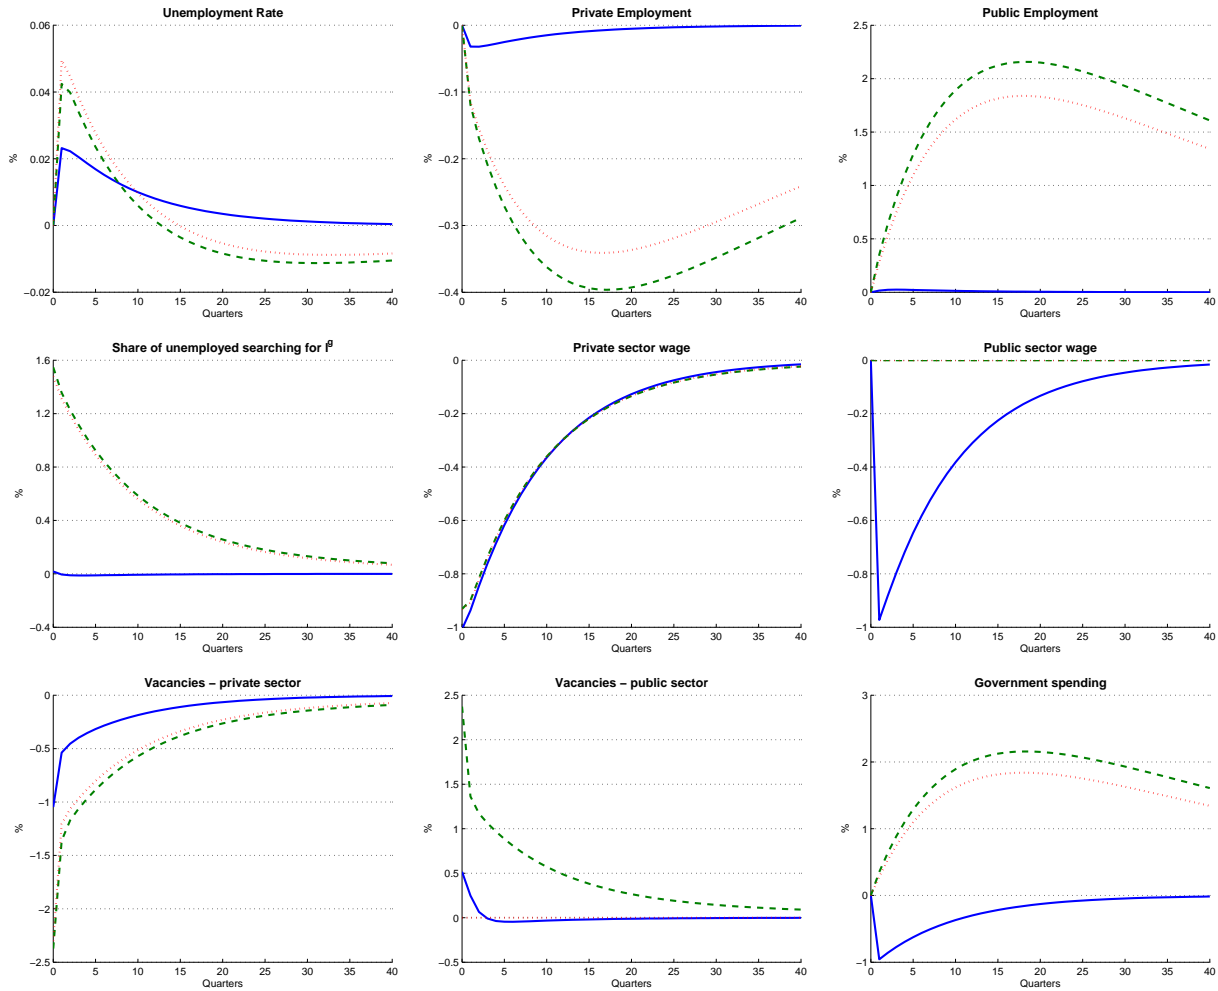 Unemployment Rate
0.06
0.04
0.02
0
−0.02
%
0 5 10 15 20 25 30 35 40
Quarters
Private Employment
0
−0.1
−0.2
−0.3
−0.4
%
0 5 10 15 20 25 30 35 40
Quarters
Public Employment
2.5
2
1.5
1
0.5
0
%
0 5 10 15 20 25 30 35 40
Quarters
Share of unemployed searching for l^g
1.6
1.2
0.8
0.4
0
−0.4
%
0 5 10 15 20 25 30 35 40
Quarters
Private sector wage
0
−0.2
−0.4
−0.6
−0.8
−1
%
0 5 10 15 20 25 30 35 40
Quarters
Public sector wage
0
−0.2
−0.4
−0.6
−0.8
−1
%
0 5 10 15 20 25 30 35 40
Quarters
Vacancies − private sector
0
−0.5
−1
−1.5
−2
−2.5
%
0 5 10 15 20 25 30 35 40
Quarters
Vacancies − public sector
2.5
2
1.5
1
0.5
0
−0.5
%
0 5 10 15 20 25 30 35 40
Quarters
Government spending
3
2
1
0
−1
%
0 5 10 15 20 25 30 35 40
Quarters